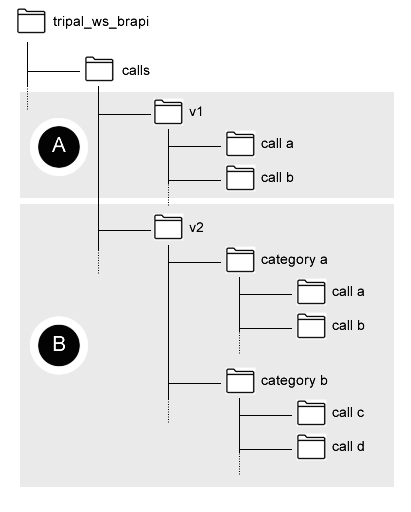 tripal_ws_brapi
calls
v1
A
call a
call b
v2
category a
call a
call b
B
category b
call c
call d